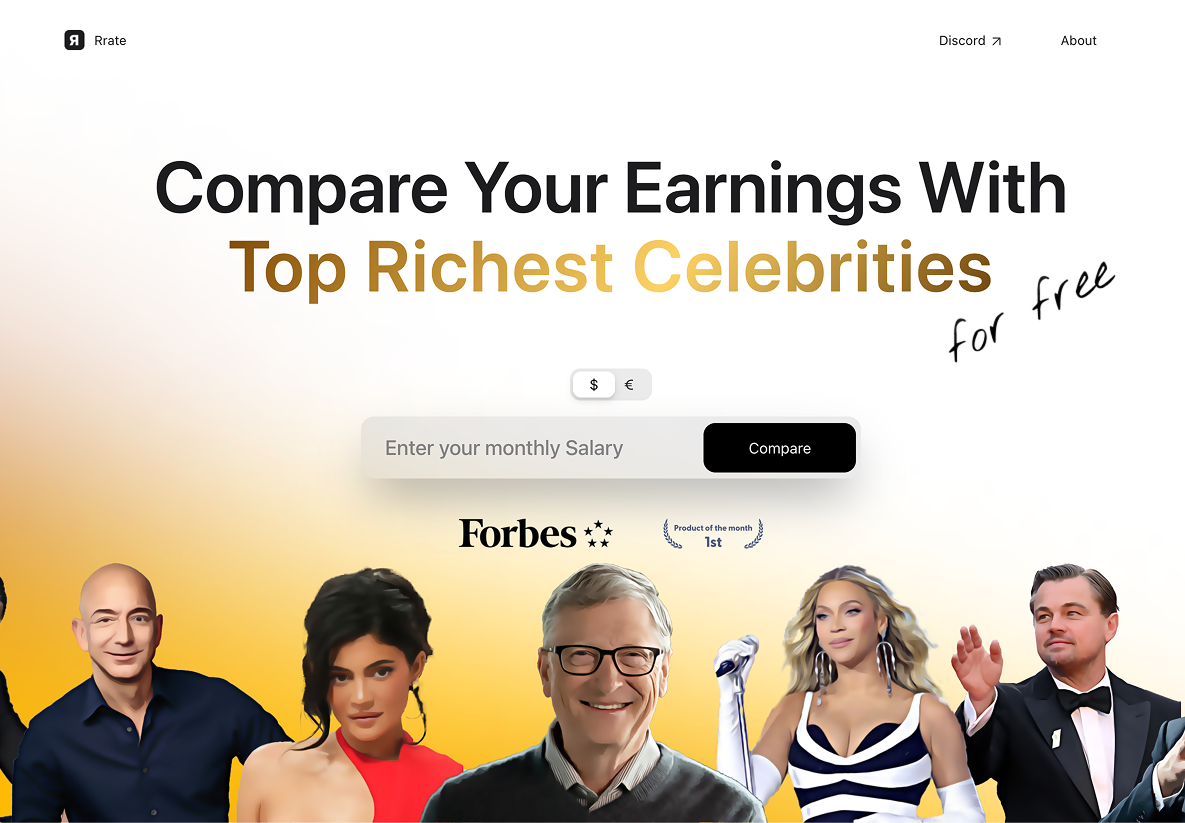 Я Rrate
Discord ↗
About
Compare Your Earnings With
Top Richest Celebrities
for free
$ €
Enter your monthly Salary
Compare
Forbes
Product of the month
1st